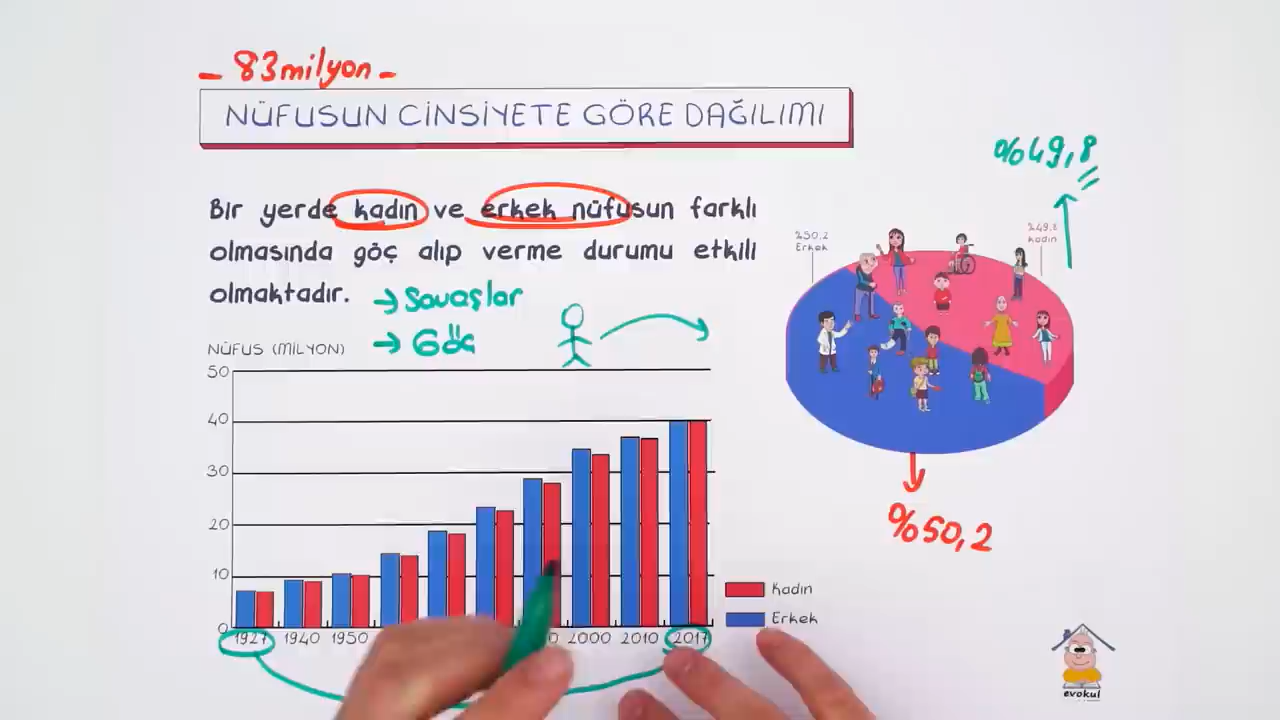 - 83 milyon -
NÜFUSUN CİNSİYETE GÖRE DAĞILIMI
%49,8
Bir yerde kadın ve erkek nüfusun farklı
olmasında göç alıp verme durumu etkili
olmaktadır.
→ Savaşlar
→ Göç
%50,2
Erkek
%49,8
Kadın
NÜFUS (MİLYON)
50
40
30
20
10
0
1927 1940 1950 2000 2010 2017
Kadın
Erkek
%50,2
evokul